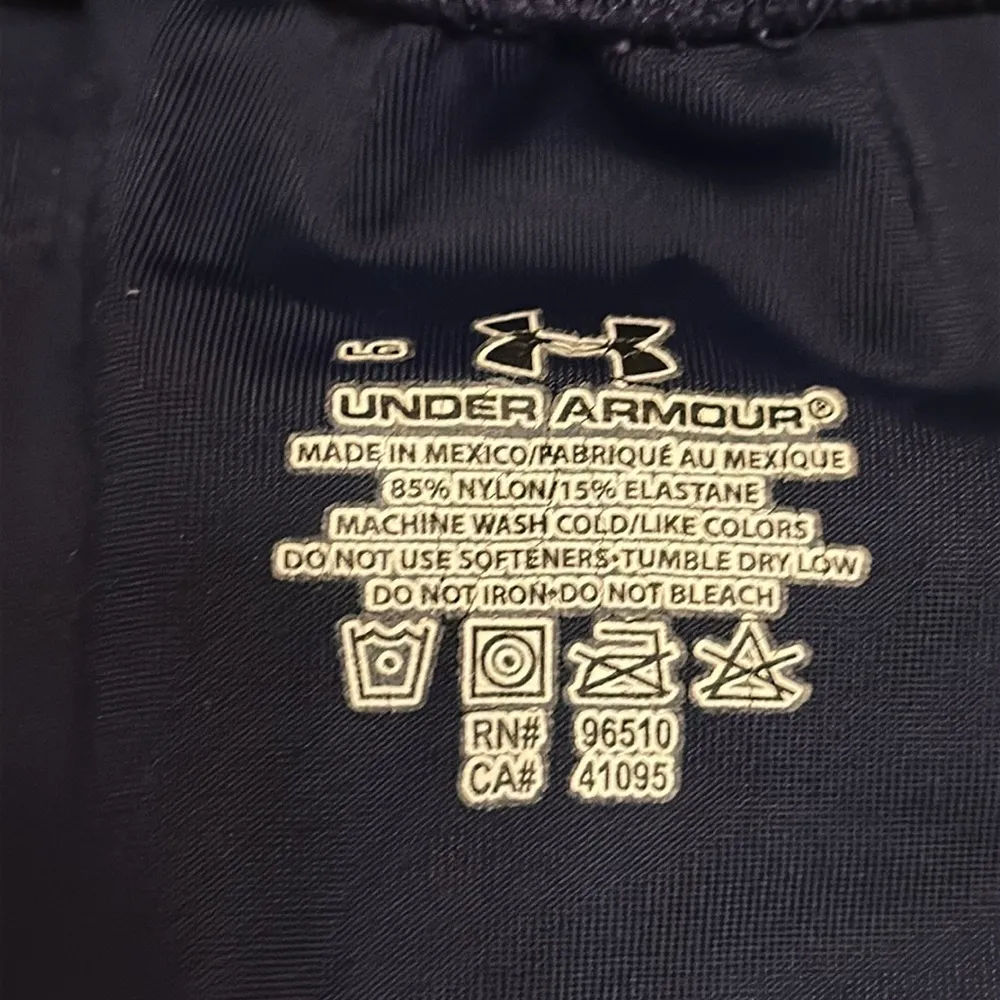 UNDER ARMOUR®
MADE IN MEXICO/FABRIQUÉ AU MEXIQUE
85% NYLON/15% ELASTANE
MACHINE WASH COLD/LIKE COLORS
DO NOT USE SOFTENERS•TUMBLE DRY LOW
DO NOT IRON•DO NOT BLEACH
RN# 96510
CA# 41095